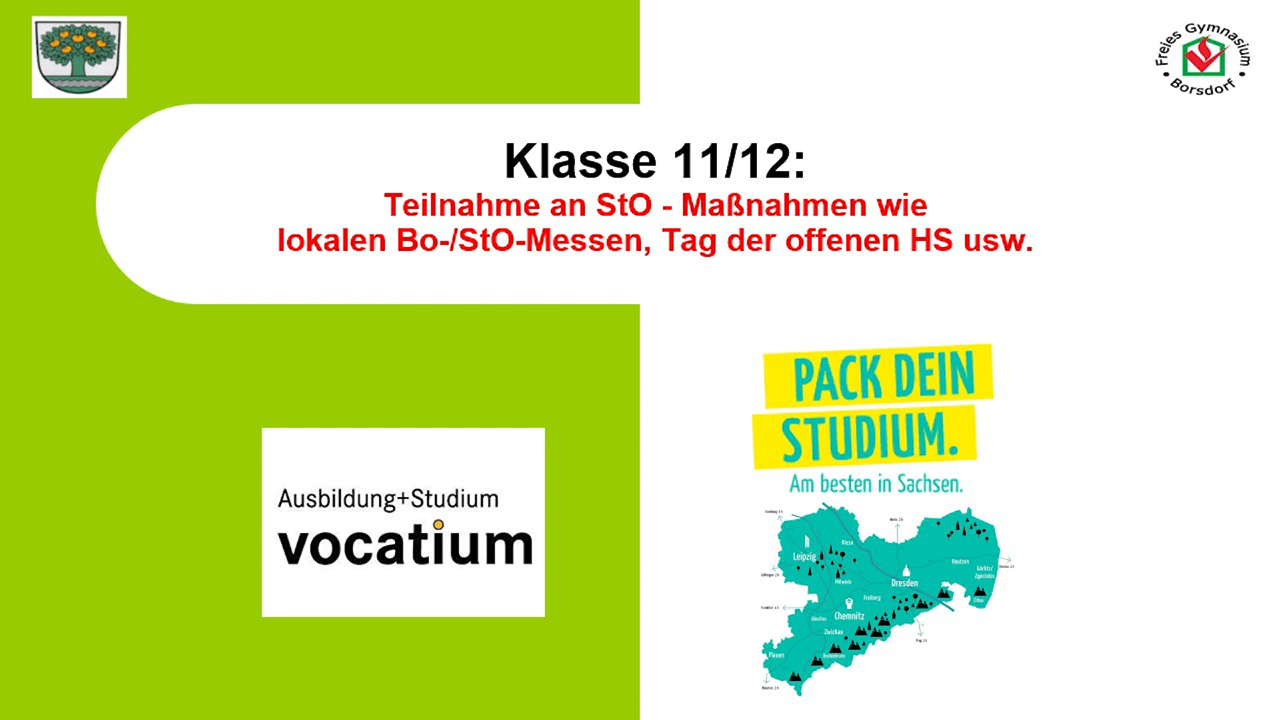 Freies Gymnasium
Borsdorf
Klasse 11/12:
Teilnahme an StO - Maßnahmen wie
lokalen Bo-/StO-Messen, Tag der offenen HS usw.
Ausbildung+Studium
vocatium
PACK DEIN
STUDIUM.
Am besten in Sachsen.
Leipzig
Riesa
Mittweida
Dresden
Bautzen
Görlitz/
Zgorzelec
Freiberg
Chemnitz
Glauchau
Zwickau
Plauen